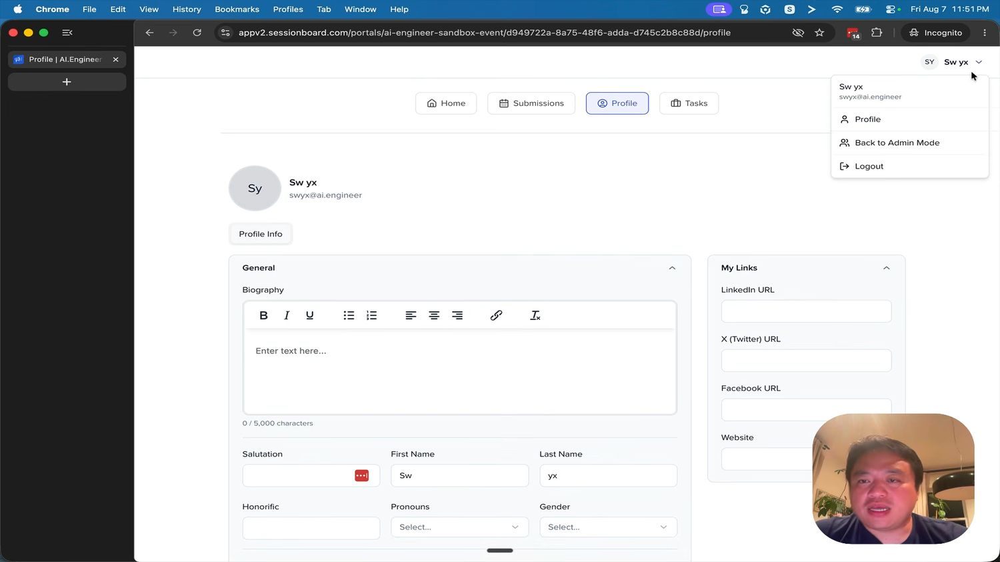 Chrome File Edit View History Bookmarks Profiles Tab Window Help
S
Fri Aug 7 11:51 PM
Profile | AI.Engineer
appv2.sessionboard.com/portals/ai-engineer-sandbox-event/d949722a-8a75-48f6-adda-d745c2b8c88d/profile
14
Incognito
SY Sw yx
Home
Submissions
Profile
Tasks
Sw yx
swyx@ai.engineer
Profile
Back to Admin Mode
Logout
Sy
Sw yx
swyx@ai.engineer
Profile Info
General
Biography
B I U
Enter text here...
0 / 5,000 characters
Salutation
First Name
Sw
Last Name
yx
Honorific
Pronouns
Select...
Gender
Select...
My Links
LinkedIn URL
X (Twitter) URL
Facebook URL
Website